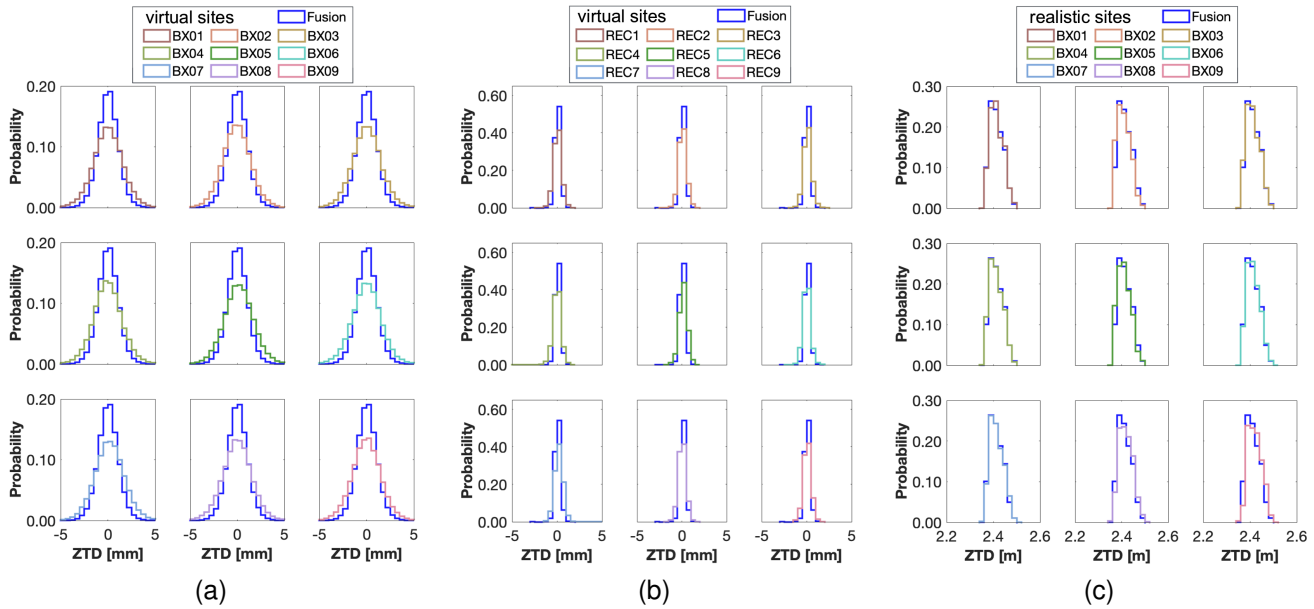 virtual sites Fusion
BX01 BX02 BX03
BX04 BX05 BX06
BX07 BX08 BX09
0.20
0.10
0.00
Probability
0.20
0.10
0.00
Probability
0.20
0.10
0.00
Probability
-5 0 5 -5 0 5 -5 0 5
ZTD [mm] ZTD [mm] ZTD [mm]
(a)
virtual sites Fusion
REC1 REC2 REC3
REC4 REC5 REC6
REC7 REC8 REC9
0.60
0.40
0.20
0.00
Probability
0.60
0.40
0.20
0.00
Probability
0.60
0.40
0.20
0.00
Probability
-5 0 5 -5 0 5 -5 0 5
ZTD [mm] ZTD [mm] ZTD [mm]
(b)
realistic sites Fusion
BX01 BX02 BX03
BX04 BX05 BX06
BX07 BX08 BX09
0.30
0.20
0.10
0.00
Probability
0.30
0.20
0.10
0.00
Probability
0.30
0.20
0.10
0.00
Probability
2.2 2.4 2.6 2.2 2.4 2.6 2.2 2.4 2.6
ZTD [m] ZTD [m] ZTD [m]
(c)